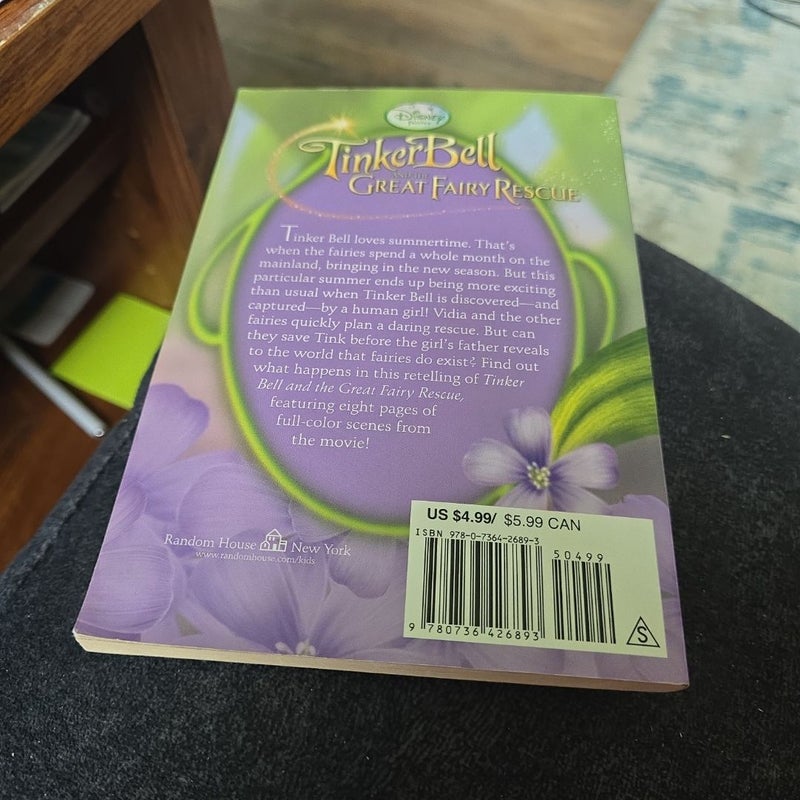 Disney
Fairies
Tinker Bell
AND THE
GREAT FAIRY RESCUE
Tinker Bell loves summertime. That's
when the fairies spend a whole month on the
mainland, bringing in the new season. But this
particular summer ends up being more exciting
than usual when Tinker Bell is discovered—and
captured—by a human girl! Vidia and the other
fairies quickly plan a daring rescue. But can
they save Tink before the girl's father reveals
to the world that fairies do exist? Find out
what happens in this retelling of Tinker
Bell and the Great Fairy Rescue,
featuring eight pages of
full-color scenes from
the movie!
Random House New York
www.randomhouse.com/kids
US $4.99/ $5.99 CAN
ISBN 978-0-7364-2689-3
50499
9 780736 426893
S